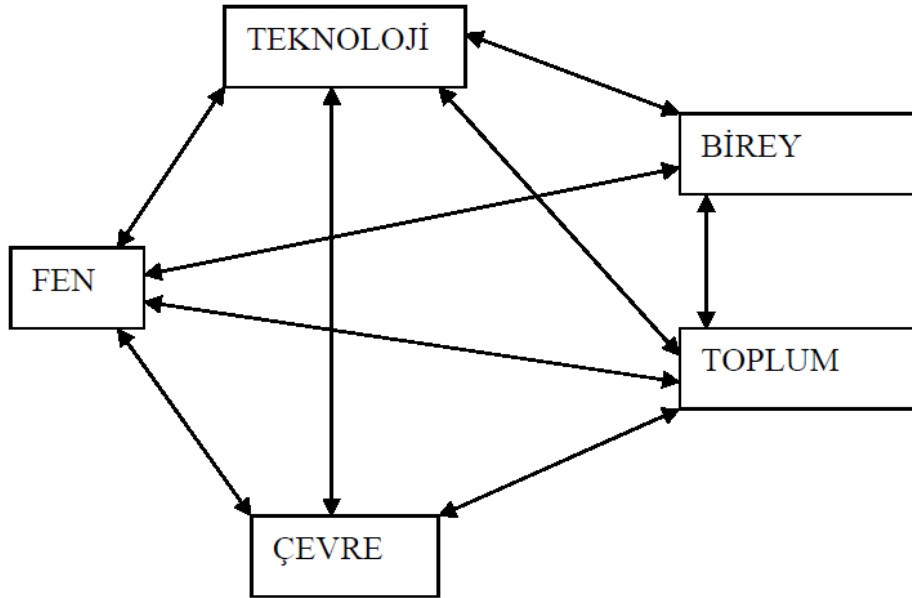 TEKNOLOJİ
BİREY
FEN
TOPLUM
ÇEVRE